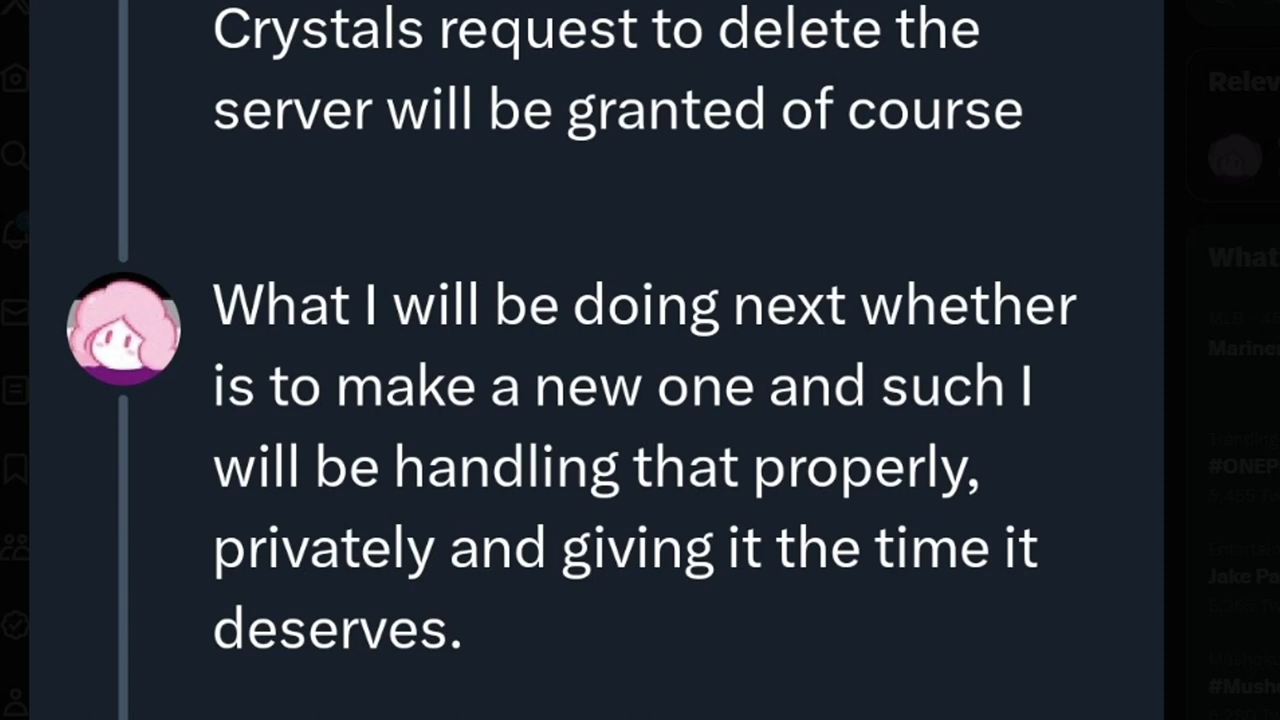 Crystals request to delete the
server will be granted of course
What I will be doing next whether
is to make a new one and such I
will be handling that properly,
privately and giving it the time it
deserves.